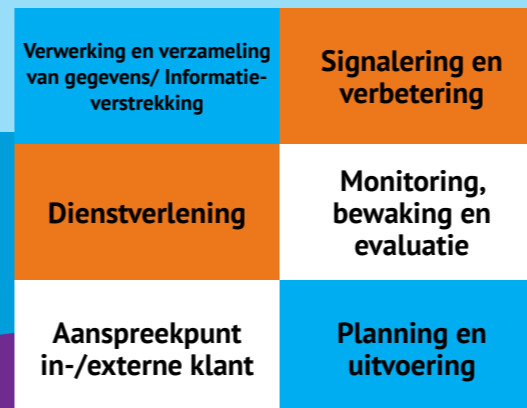 Verwerking en verzameling
van gegevens/ Informatie-
verstrekking
Signalering en
verbetering
Dienstverlening
Monitoring,
bewaking en
evaluatie
Aanspreekpunt
in-/externe klant
Planning en
uitvoering